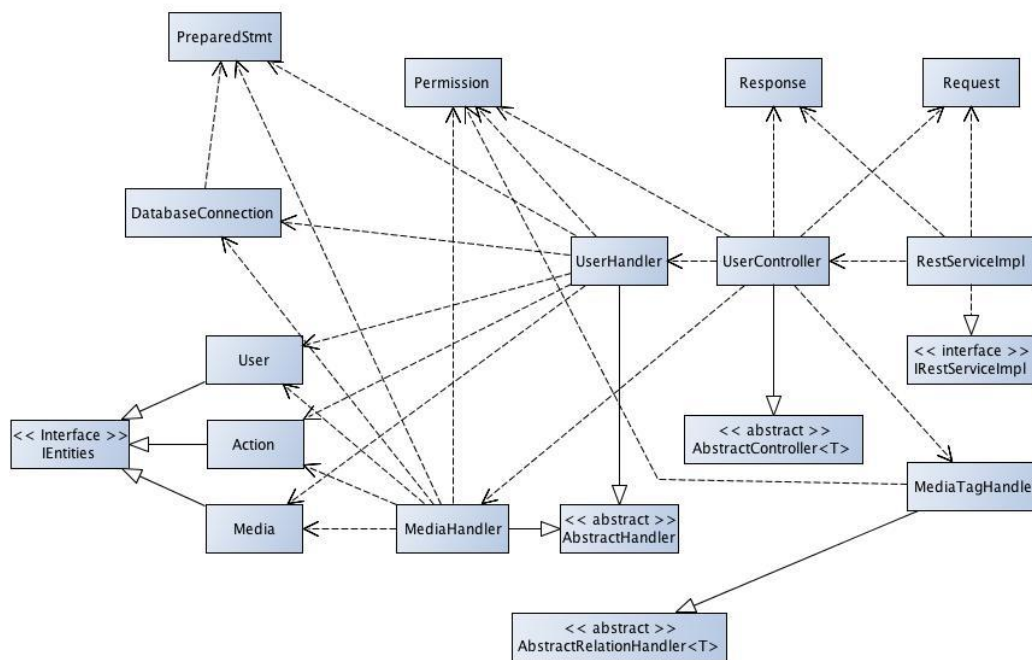 PreparedStmt
Permission
Response
Request
DatabaseConnection
UserHandler
UserController
RestServiceImpl
User
<< interface >>
IRestServiceImpl
<< Interface >>
IEntities
Action
<< abstract >>
AbstractController<T>
MediaTagHandler
Media
MediaHandler
<< abstract >>
AbstractHandler
<< abstract >>
AbstractRelationHandler<T>